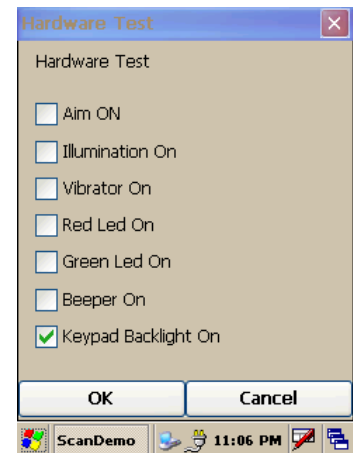 Hardware Test
Hardware Test
Aim ON
Illumination On
Vibrator On
Red Led On
Green Led On
Beeper On
Keypad Backlight On
OK Cancel
ScanDemo 11:06 PM